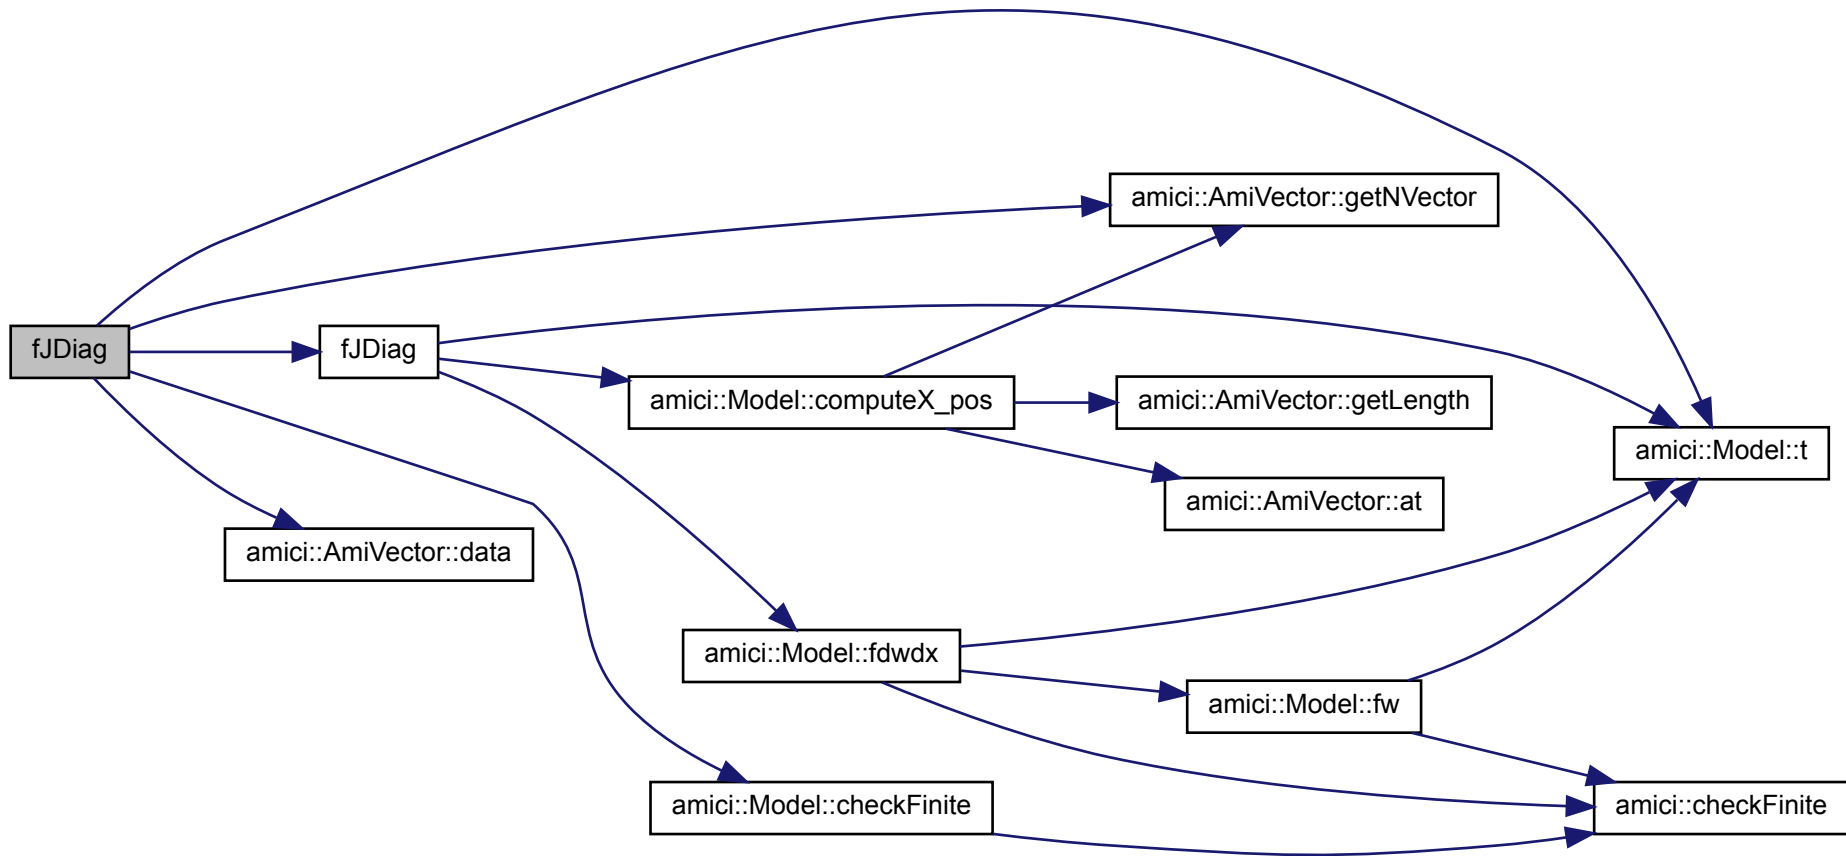 amici::AmiVector::getNVector
fJDiag
fJDiag
amici::Model::computeX_pos
amici::AmiVector::getLength
amici::Model::t
amici::AmiVector::at
amici::AmiVector::data
amici::Model::fdwdx
amici::Model::fw
amici::Model::checkFinite
amici::checkFinite